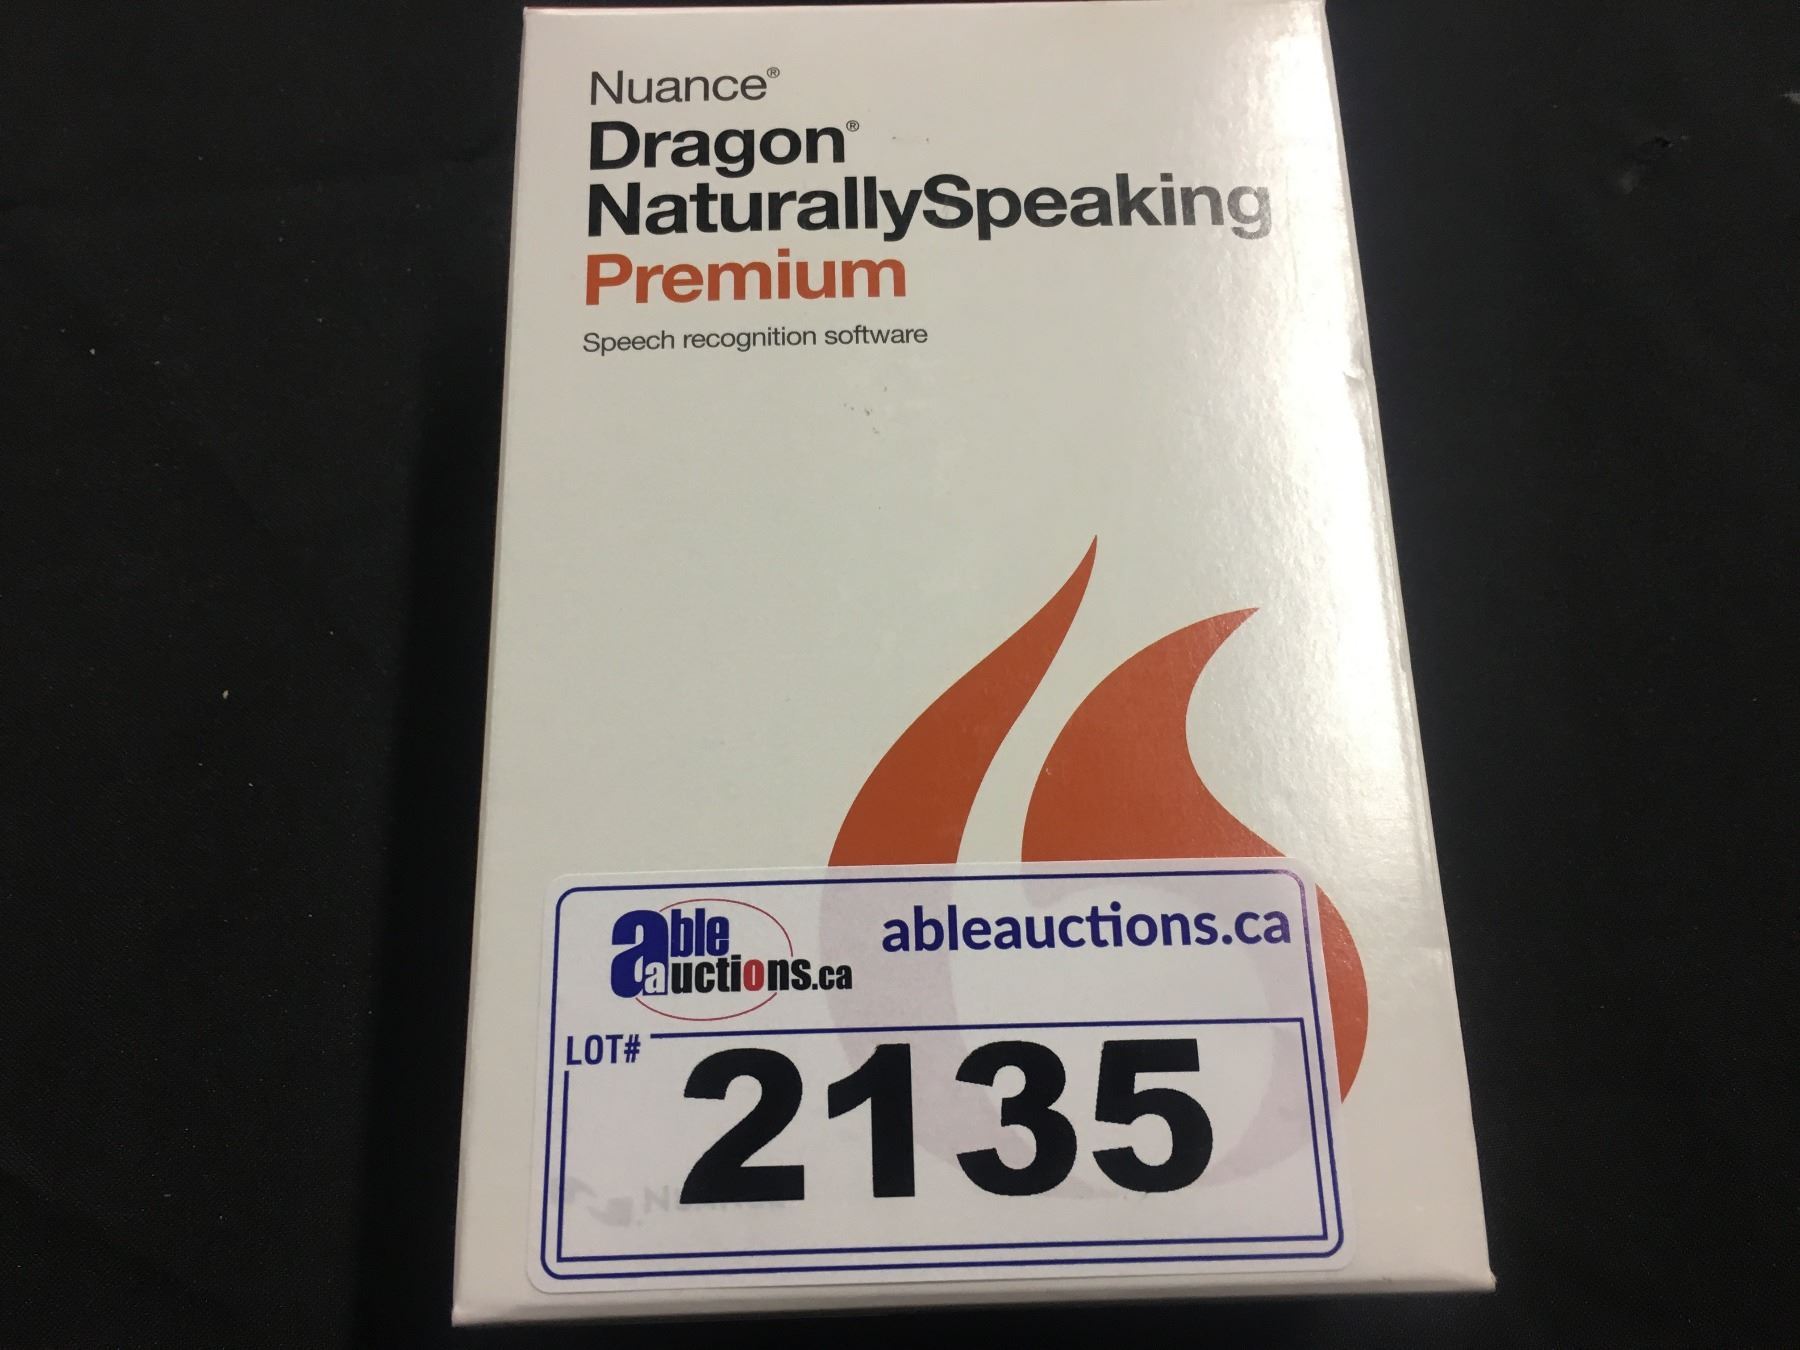 Nuance®
Dragon®
NaturallySpeaking
Premium
Speech recognition software
able auctions.ca
ableauctions.ca
LOT#
2135